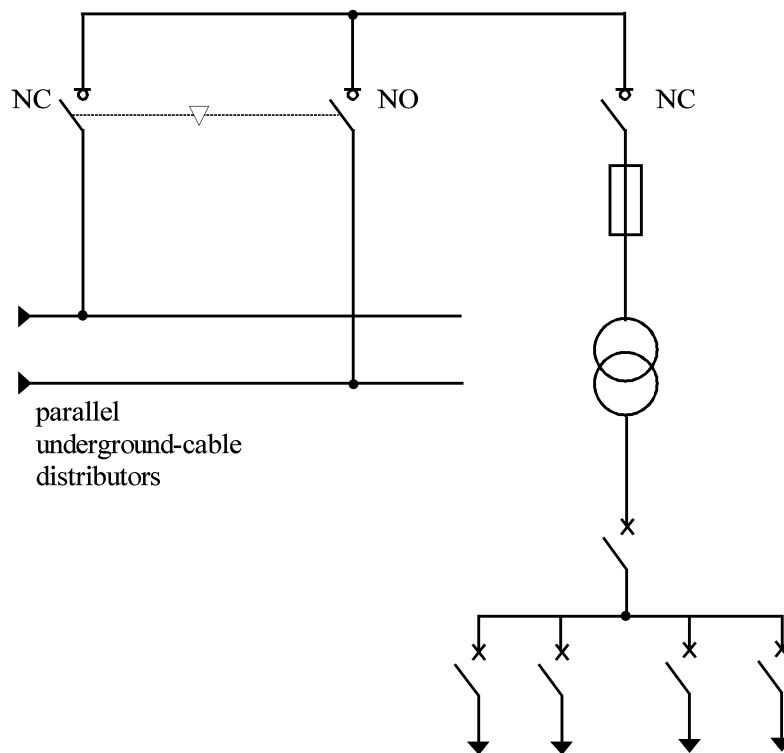 NC
NO
NC
parallel
underground-cable
distributors